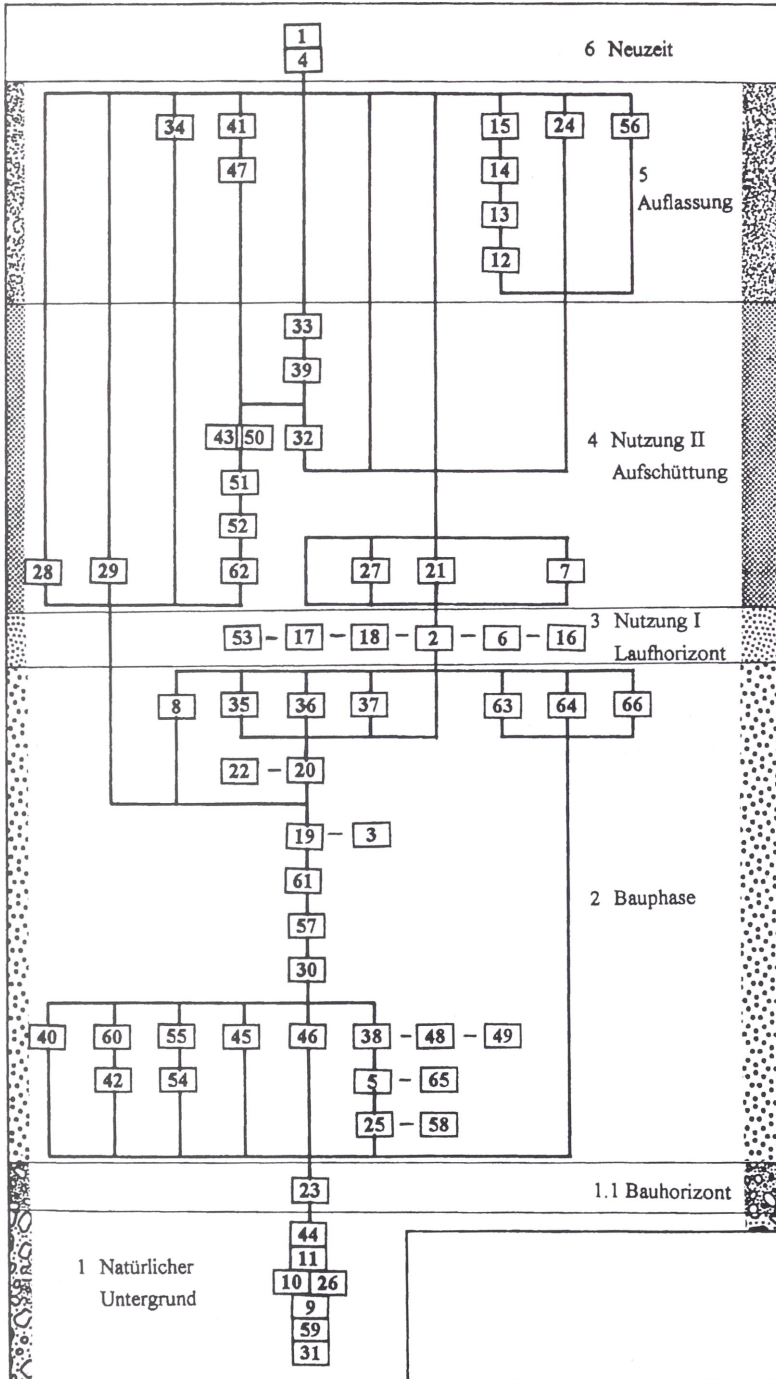 1
6 Neuzeit
4
34 41 15 24 56
47 14
5
Auflassung
13
12
33
39
43 50 32
4 Nutzung II
Aufschüttung
51
52
28 29 62 27 21 7
3 Nutzung I
Laufhorizont
53 – 17 – 18 – 2 – 6 – 16
8 35 36 37 63 64 66
22 – 20
19 – 3
61
2 Bauphase
57
30
40 60 55 45 46 38 – 48 – 49
42 54 5 – 65
25 – 58
23
1.1 Bauhorizont
44
11
1 Natürlicher
Untergrund
10 26
9
59
31